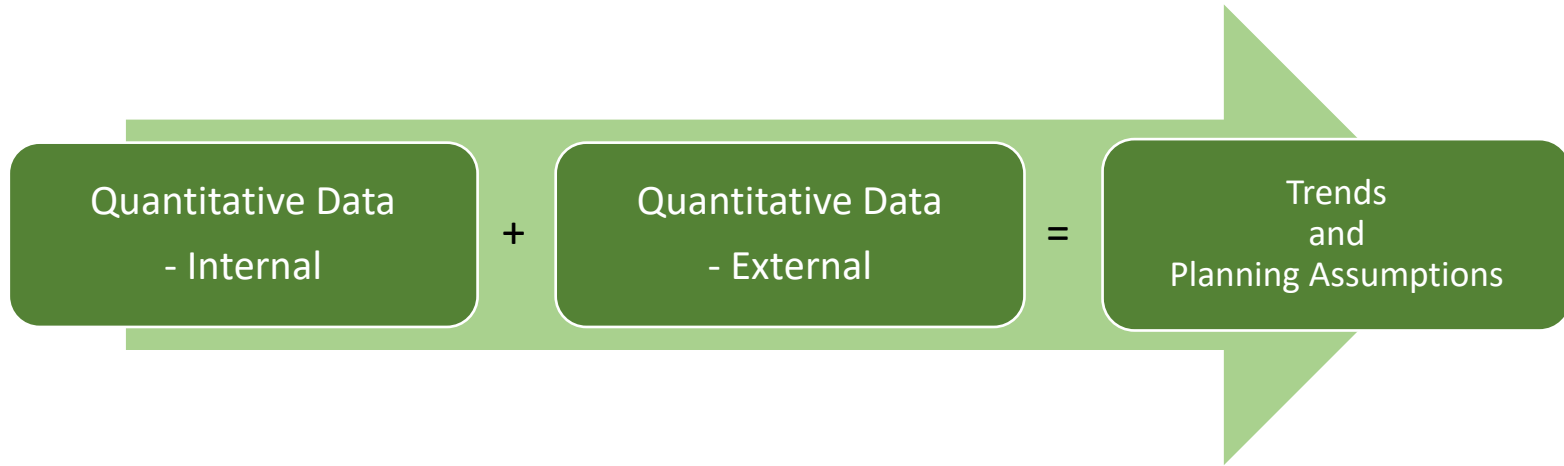 Quantitative Data
- Internal
+
Quantitative Data
- External
=
Trends
and
Planning Assumptions